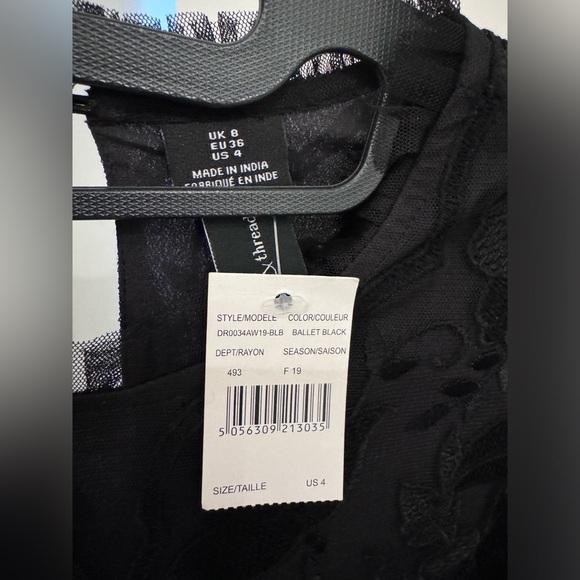 UK 8
EU 36
US 4
MADE IN INDIA
FABRIQUÉ EN INDE
thread
STYLE/MODELE COLOR/COULEUR
DR0034AW19-BLB BALLET BLACK
DEPT/RAYON SEASON/SAISON
493 F 19
5 056309 213035
SIZE/TAILLE US 4